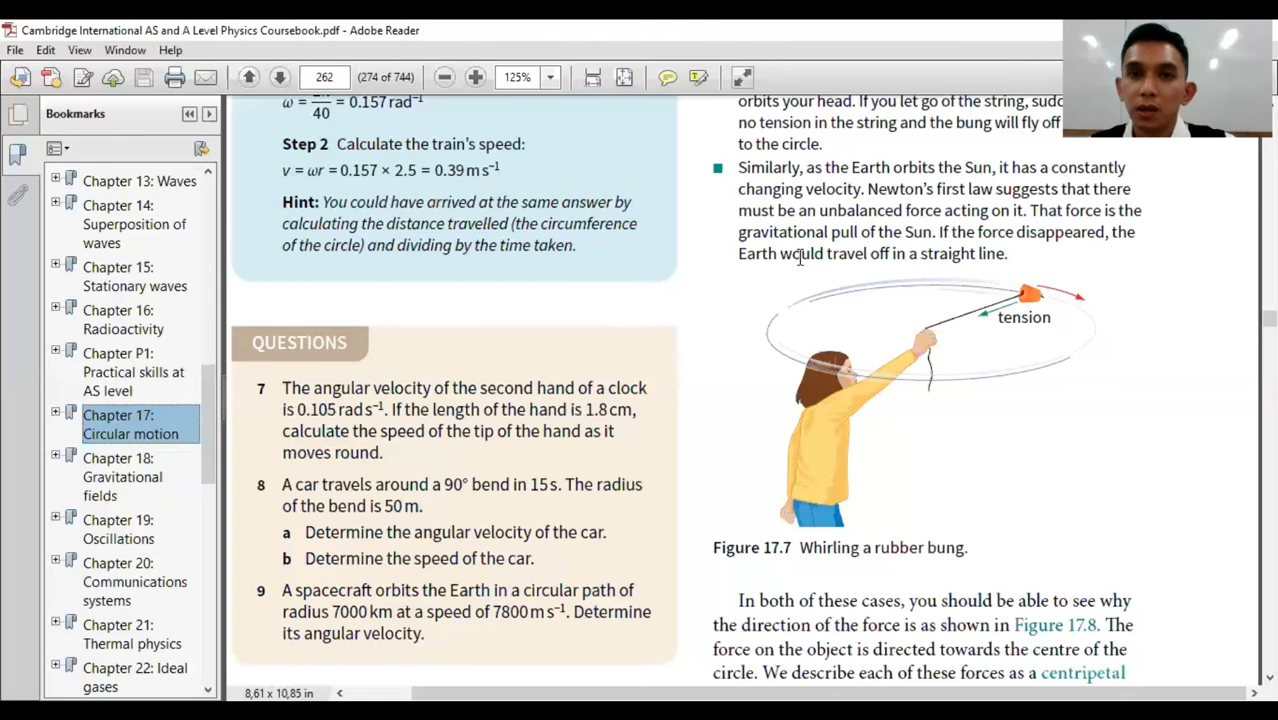 Cambridge International AS and A Level Physics Coursebook.pdf - Adobe Reader
File Edit View Window Help
262 (274 of 744) 125%
Bookmarks
Chapter 13: Waves
Chapter 14:
Superposition of
waves
Chapter 15:
Stationary waves
Chapter 16:
Radioactivity
Chapter P1:
Practical skills at
AS level
Chapter 17:
Circular motion
Chapter 18:
Gravitational
fields
Chapter 19:
Oscillations
Chapter 20:
Communications
systems
Chapter 21:
Thermal physics
Chapter 22: Ideal
gases
ω = /40 = 0.157 rad⁻¹
Step 2 Calculate the train's speed:
v = ωr = 0.157 × 2.5 = 0.39 m s⁻¹
Hint: You could have arrived at the same answer by
calculating the distance travelled (the circumference
of the circle) and dividing by the time taken.
QUESTIONS
7 The angular velocity of the second hand of a clock
is 0.105 rad s⁻¹. If the length of the hand is 1.8 cm,
calculate the speed of the tip of the hand as it
moves round.
8 A car travels around a 90° bend in 15 s. The radius
of the bend is 50 m.
a Determine the angular velocity of the car.
b Determine the speed of the car.
9 A spacecraft orbits the Earth in a circular path of
radius 7000 km at a speed of 7800 m s⁻¹. Determine
its angular velocity.
8,61 x 10,85 in
orbits your head. If you let go of the string,
no tension in the string and the bung will fly off
to the circle.
Similarly, as the Earth orbits the Sun, it has a constantly
changing velocity. Newton's first law suggests that there
must be an unbalanced force acting on it. That force is the
gravitational pull of the Sun. If the force disappeared, the
Earth would travel off in a straight line.
tension
Figure 17.7 Whirling a rubber bung.
In both of these cases, you should be able to see why
the direction of the force is as shown in Figure 17.8. The
force on the object is directed towards the centre of the
circle. We describe each of these forces as a centripetal